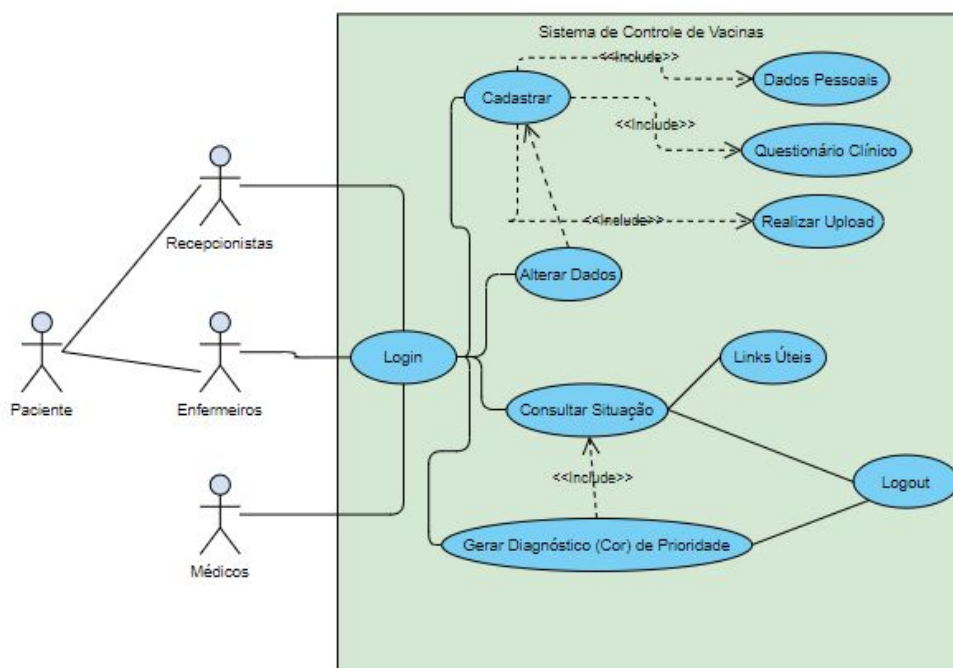 Sistema de Controle de Vacinas
<<Include>>
Dados Pessoais
Cadastrar
<<Include>>
Questionário Clínico
<<Include>>
Realizar Upload
Recepcionistas
Alterar Dados
Login
Links Úteis
Paciente
Enfermeiros
Consultar Situação
<<Include>>
Logout
Gerar Diagnóstico (Cor) de Prioridade
Médicos